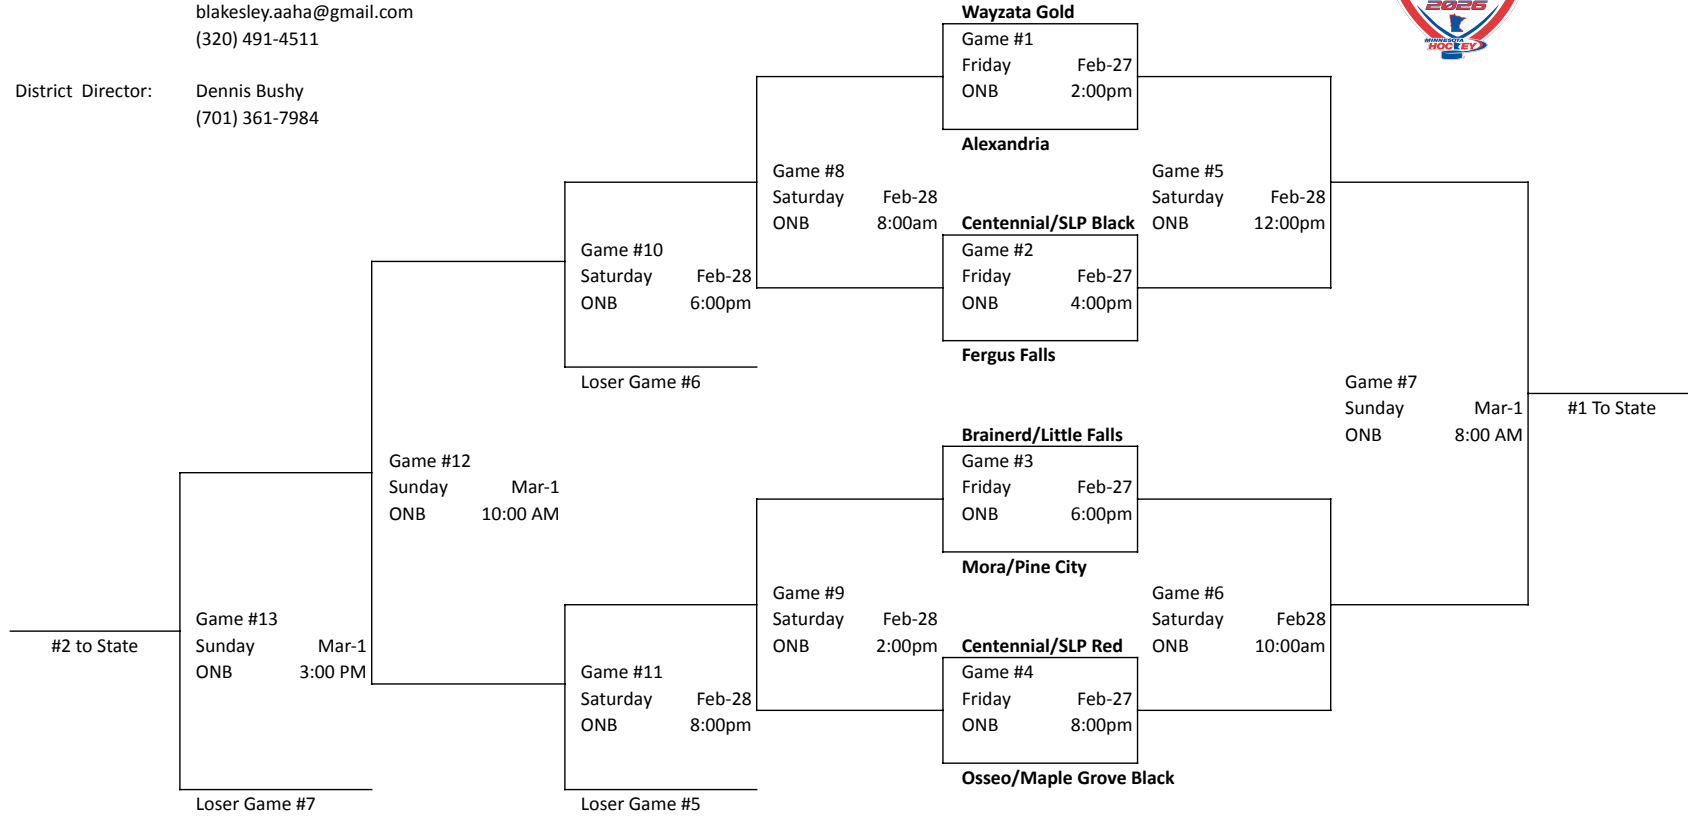 blakesley.aaha@gmail.com
(320) 491-4511
District Director: Dennis Bushy
(701) 361-7984
2026
MINNESOTA
HOCKEY
Wayzata Gold
Game #1
Friday Feb-27
ONB 2:00pm
Alexandria
Game #8
Saturday Feb-28
ONB 8:00am
Game #5
Saturday Feb-28
ONB 12:00pm
Centennial/SLP Black
Game #2
Friday Feb-27
ONB 4:00pm
Fergus Falls
Game #10
Saturday Feb-28
ONB 6:00pm
Loser Game #6
Game #7
Sunday Mar-1
ONB 8:00 AM
#1 To State
Brainerd/Little Falls
Game #3
Friday Feb-27
ONB 6:00pm
Mora/Pine City
Game #12
Sunday Mar-1
ONB 10:00 AM
Game #9
Saturday Feb-28
ONB 2:00pm
Game #6
Saturday Feb28
ONB 10:00am
Centennial/SLP Red
Game #4
Friday Feb-27
ONB 8:00pm
Osseo/Maple Grove Black
Game #13
Sunday Mar-1
ONB 3:00 PM
#2 to State
Game #11
Saturday Feb-28
ONB 8:00pm
Loser Game #7
Loser Game #5